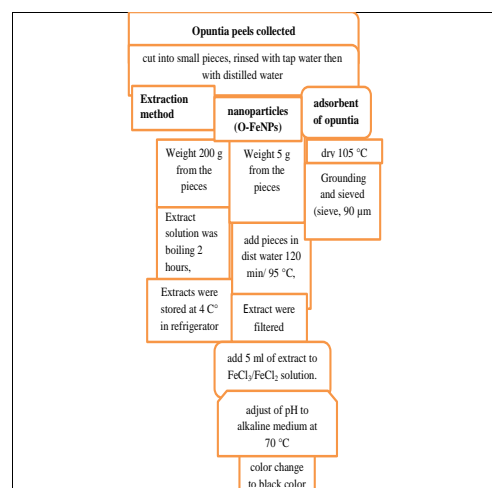 Opuntia peels collected
cut into small pieces, rinsed with tap water then
with distilled water
Extraction
method
Weight 200 g
from the
pieces
Extract
solution was
boiling 2
hours,
Extracts were
stored at 4 C°
in refrigerator
nanoparticles
(O-FeNPs)
Weight 5 g
from the
pieces
add pieces in
dist water 120
min/ 95 °C,
Extract were
filtered
add 5 ml of extract to
FeCl₃/FeCl₂ solution.
adjust of pH to
alkaline medium at
70 °C
color change
to black color
adsorbent
of opuntia
dry 105 °C
Grounding
and sieved
(sieve, 90 µm